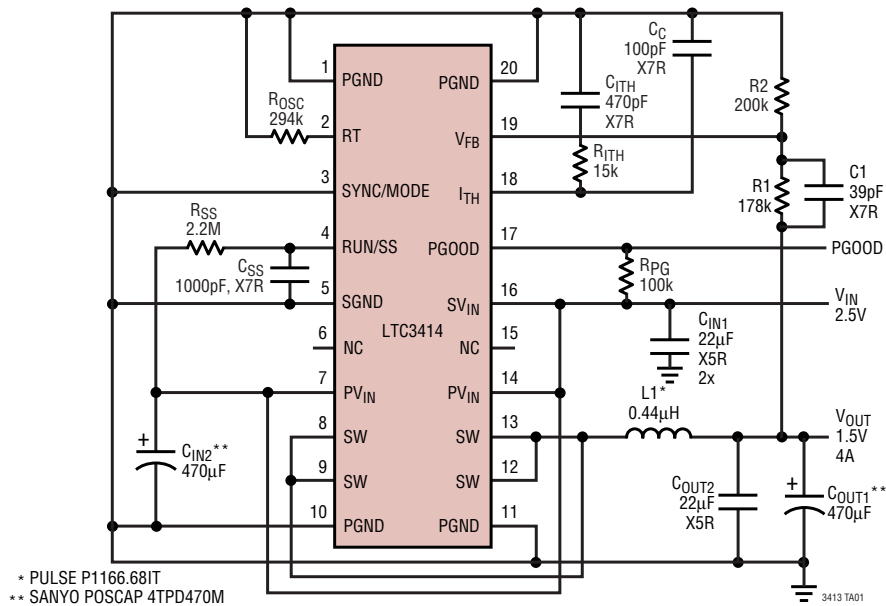 C_C
100pF
X7R
C_ITH
470pF
X7R
R2
200k
R_OSC
294k
R_ITH
15k
R1
178k
C1
39pF
X7R
R_SS
2.2M
C_SS
1000pF, X7R
1 PGND
2 RT
3 SYNC/MODE
4 RUN/SS
5 SGND
6 NC
7 PV_IN
8 SW
9 SW
10 PGND
LTC3414
PGND 20
V_FB 19
I_TH 18
PGOOD 17
SV_IN 16
NC 15
PV_IN 14
SW 13
SW 12
PGND 11
PGOOD
R_PG
100k
V_IN
2.5V
C_IN1
22µF
X5R
2x
L1*
0.44µH
V_OUT
1.5V
4A
+
C_IN2**
470µF
C_OUT2
22µF
X5R
+
C_OUT1**
470µF
* PULSE P1166.68IT
** SANYO POSCAP 4TPD470M
3413 TA01